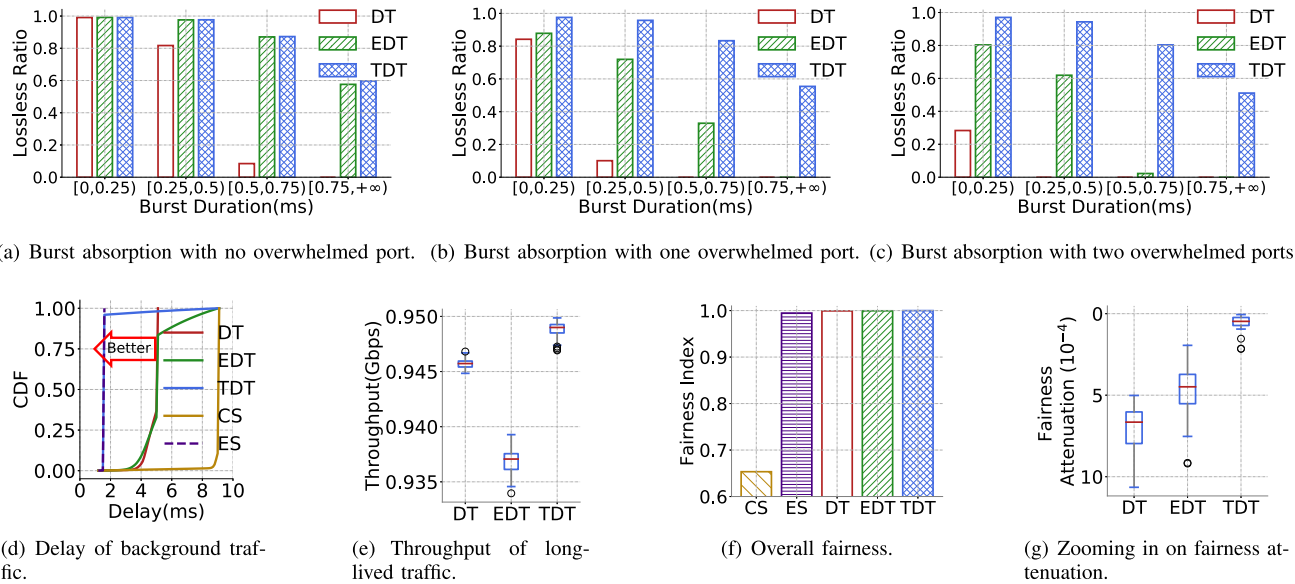 Lossless Ratio
1.0
0.8
0.6
0.4
0.2
0.0
DT
EDT
TDT
[0,0.25) [0.25,0.5) [0.5,0.75) [0.75,+∞)
Burst Duration(ms)
(a) Burst absorption with no overwhelmed port.
Lossless Ratio
1.0
0.8
0.6
0.4
0.2
0.0
DT
EDT
TDT
[0,0.25) [0.25,0.5) [0.5,0.75) [0.75,+∞)
Burst Duration(ms)
(b) Burst absorption with one overwhelmed port.
Lossless Ratio
1.0
0.8
0.6
0.4
0.2
0.0
DT
EDT
TDT
[0,0.25) [0.25,0.5) [0.5,0.75) [0.75,+∞)
Burst Duration(ms)
(c) Burst absorption with two overwhelmed ports
CDF
1.00
0.75
0.50
0.25
0.00
Better
DT
EDT
TDT
CS
ES
0 2 4 6 8 10
Delay(ms)
(d) Delay of background traf-
fic.
Throughput(Gbps)
0.950
0.945
0.940
0.935
DT EDT TDT
(e) Throughput of long-
lived traffic.
Fairness Index
1.0
0.9
0.8
0.7
0.6
CS ES DT EDT TDT
(f) Overall fairness.
Fairness
Attenuation (10⁻⁴)
0
5
10
DT EDT TDT
(g) Zooming in on fairness at-
tenuation.